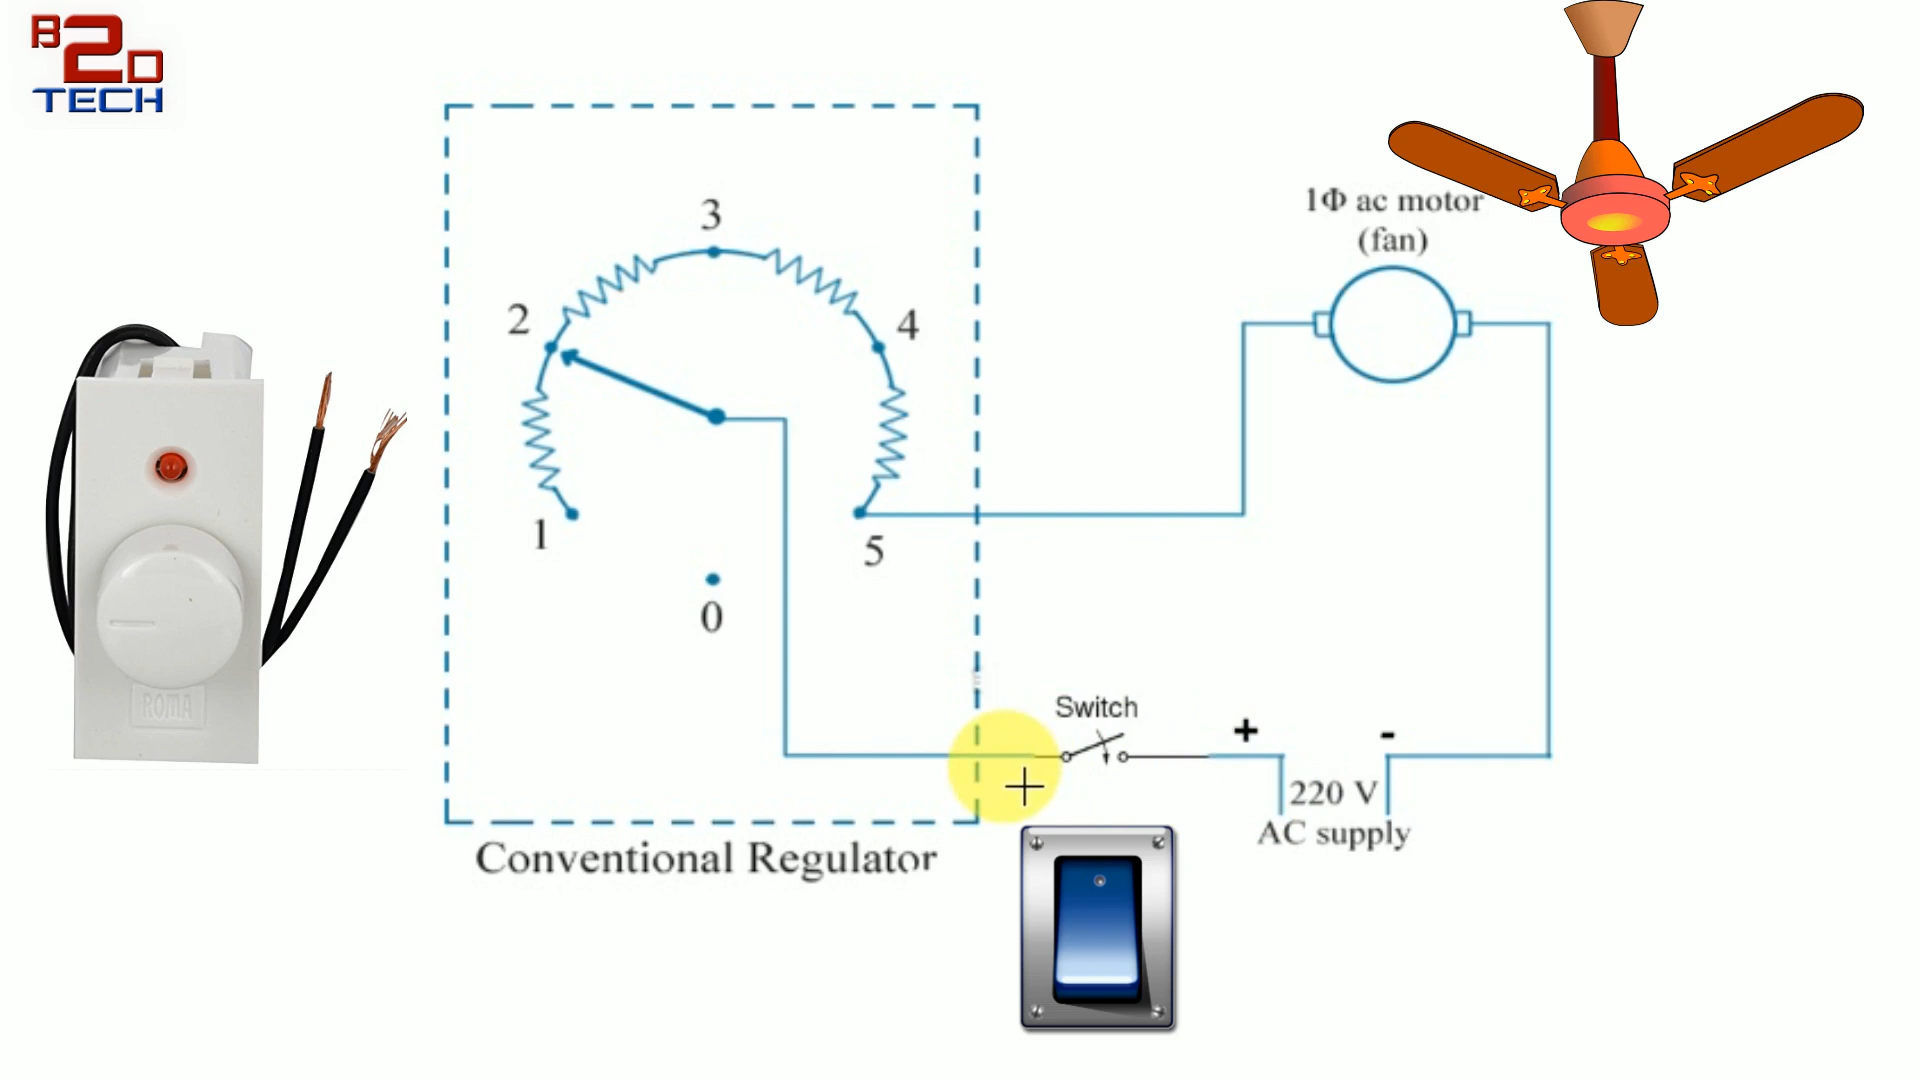 B2D
TECH
3
1Φ ac motor
(fan)
2
4
1
5
0
ROMA
Switch
+
-
220 V
AC supply
Conventional Regulator